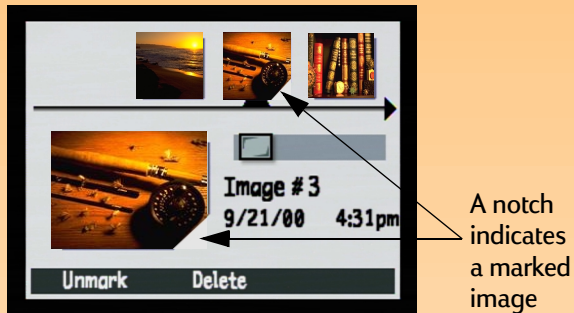 Image # 3
9/21/00 4:31pm
Unmark Delete
A notch
indicates
a marked
image